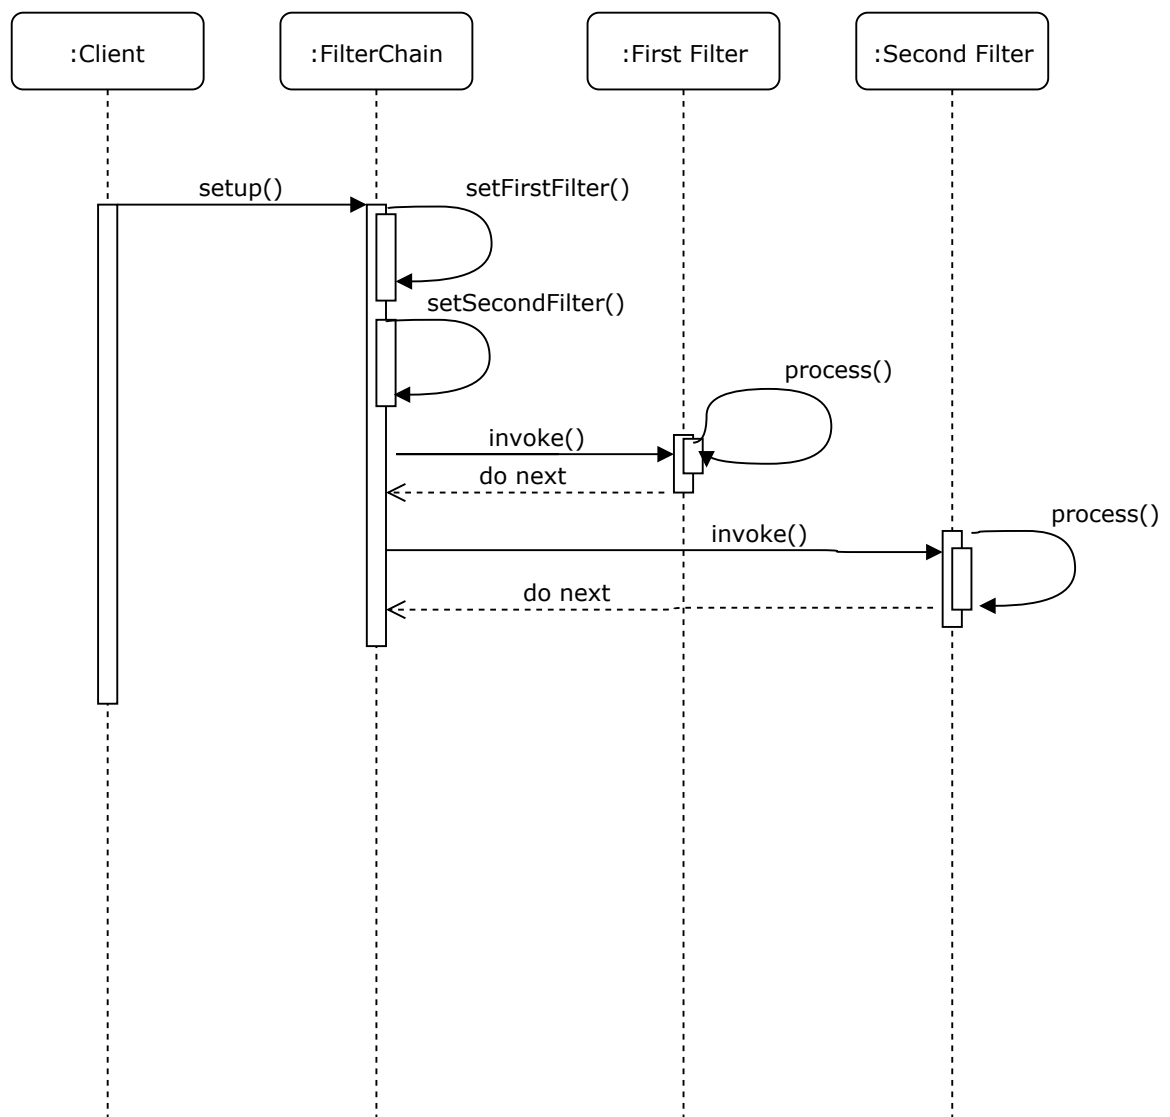 :Client
:FilterChain
:First Filter
:Second Filter
setup()
setFirstFilter()
setSecondFilter()
process()
invoke()
do next
process()
invoke()
do next